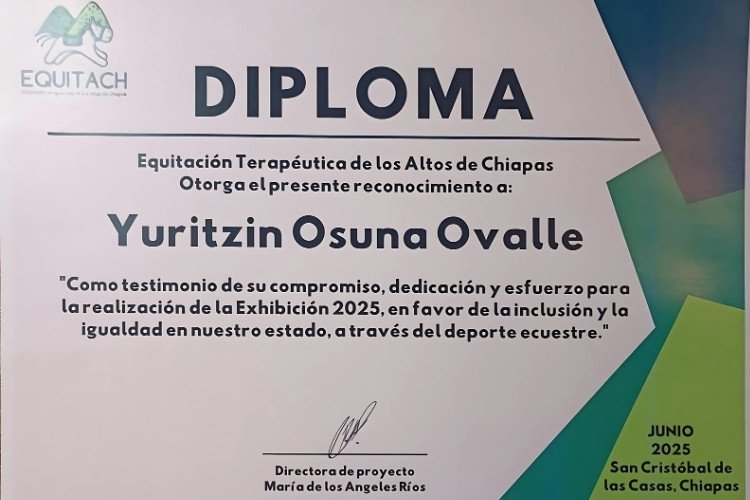 EQUITACH
DIPLOMA
Equitación Terapéutica de los Altos de Chiapas
Otorga el presente reconocimiento a:
Yuritzin Osuna Ovalle
"Como testimonio de su compromiso, dedicación y esfuerzo para
la realización de la Exhibición 2025, en favor de la inclusión y la
igualdad en nuestro estado, a través del deporte ecuestre."
Directora de proyecto
María de los Angeles Ríos
JUNIO
2025
San Cristóbal de
las Casas, Chiapas